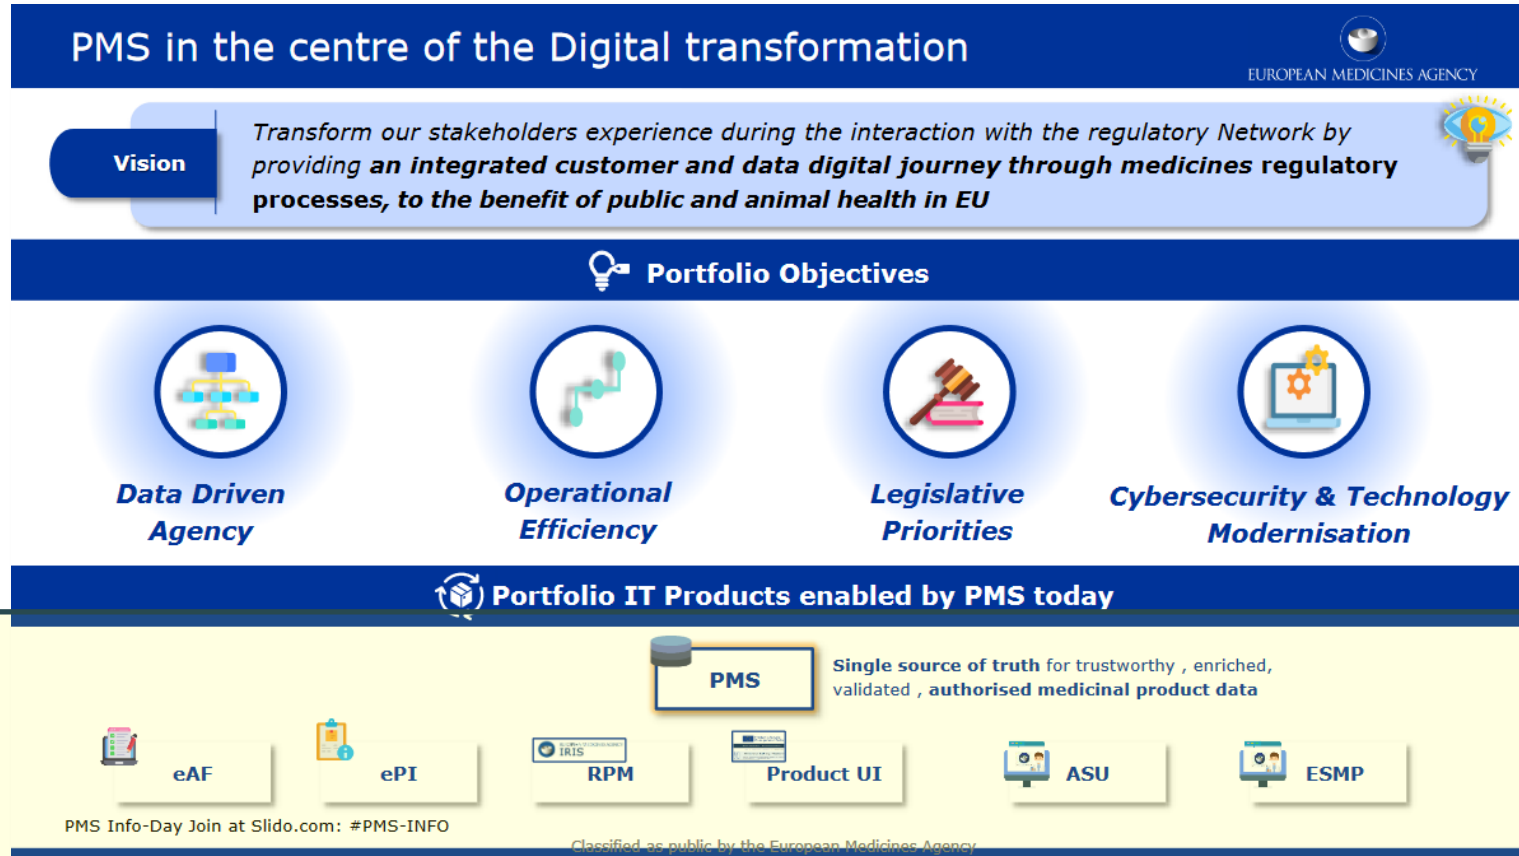 PMS in the centre of the Digital transformation
EUROPEAN MEDICINES AGENCY
Vision
Transform our stakeholders experience during the interaction with the regulatory Network by
providing an integrated customer and data digital journey through medicines regulatory
processes, to the benefit of public and animal health in EU
Portfolio Objectives
Data Driven
Agency
Operational
Efficiency
Legislative
Priorities
Cybersecurity & Technology
Modernisation
Portfolio IT Products enabled by PMS today
PMS
Single source of truth for trustworthy , enriched,
validated , authorised medicinal product data
eAF
ePI
IRIS
RPM
Product UI
ASU
ESMP
PMS Info-Day Join at Slido.com: #PMS-INFO
Classified as public by the European Medicines Agency